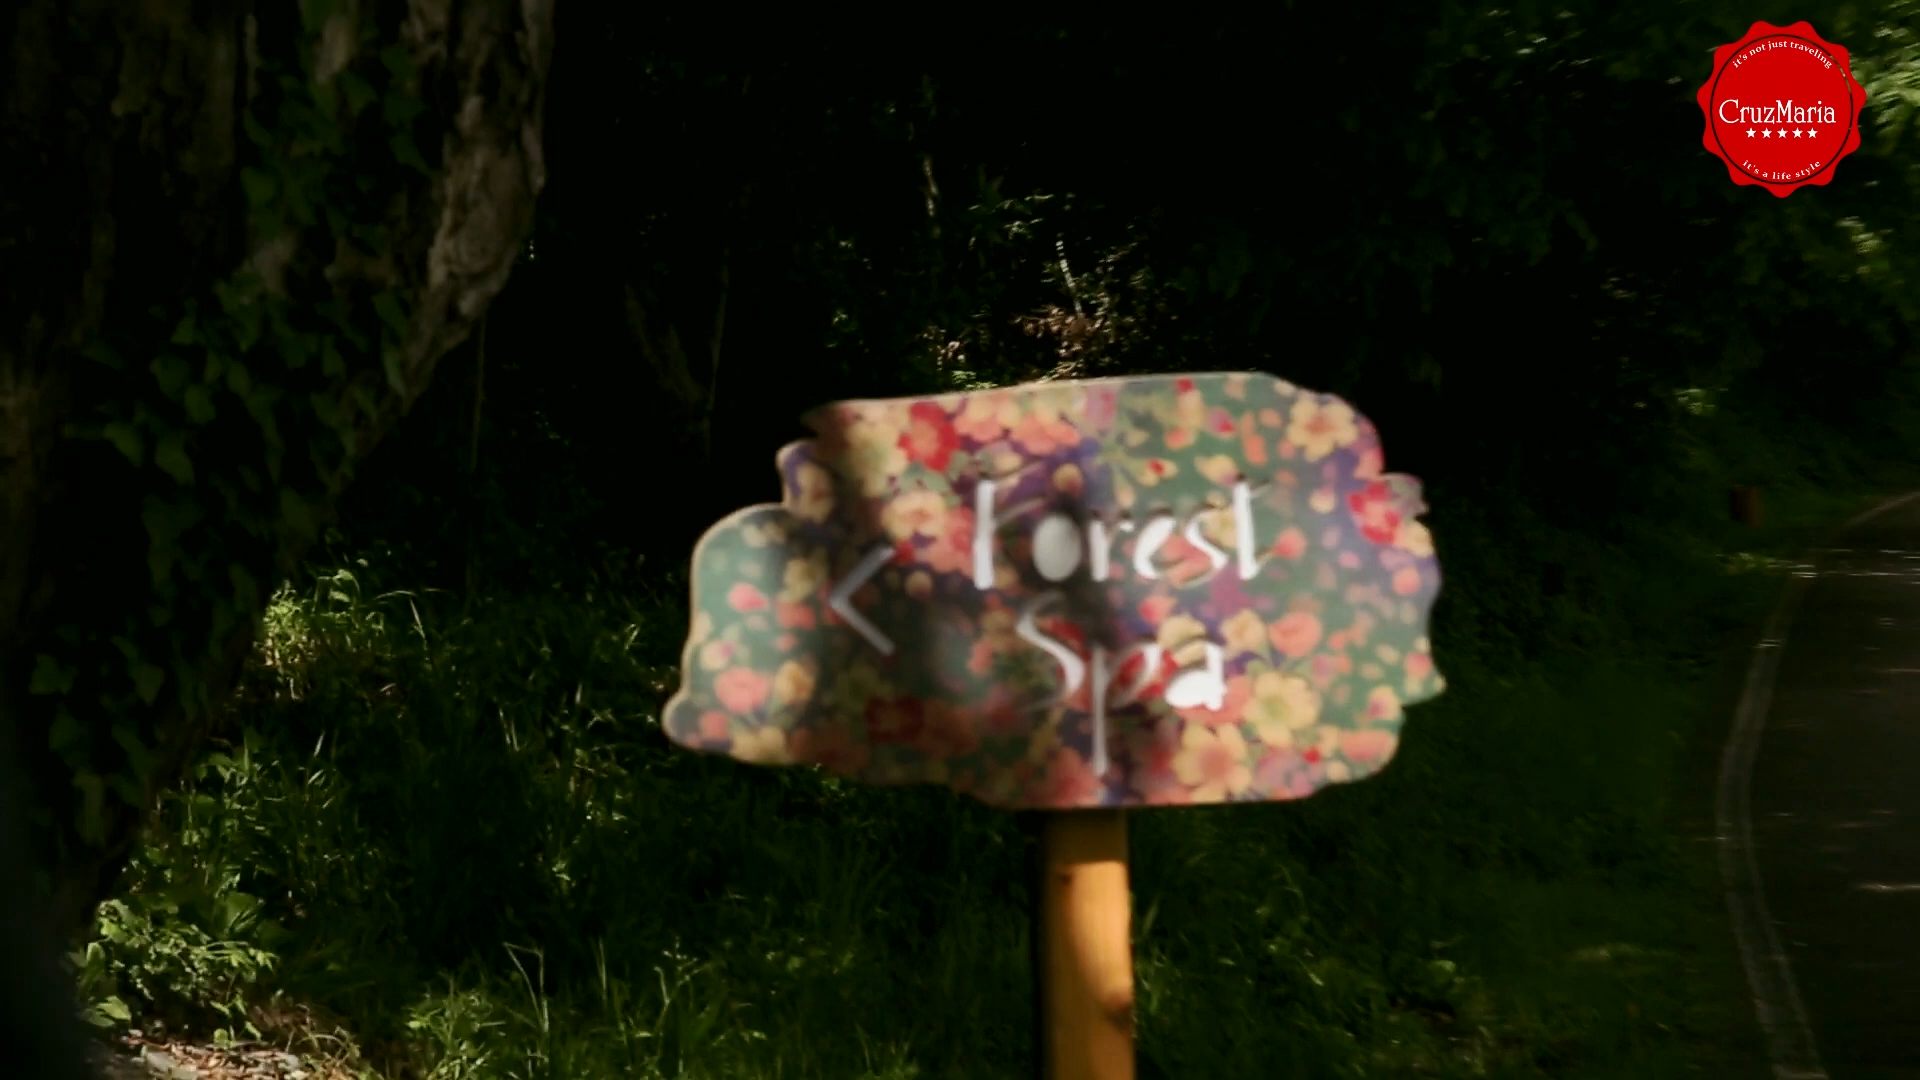 it's not just traveling
CruzMaria
it's a life style
< Forest
Spa